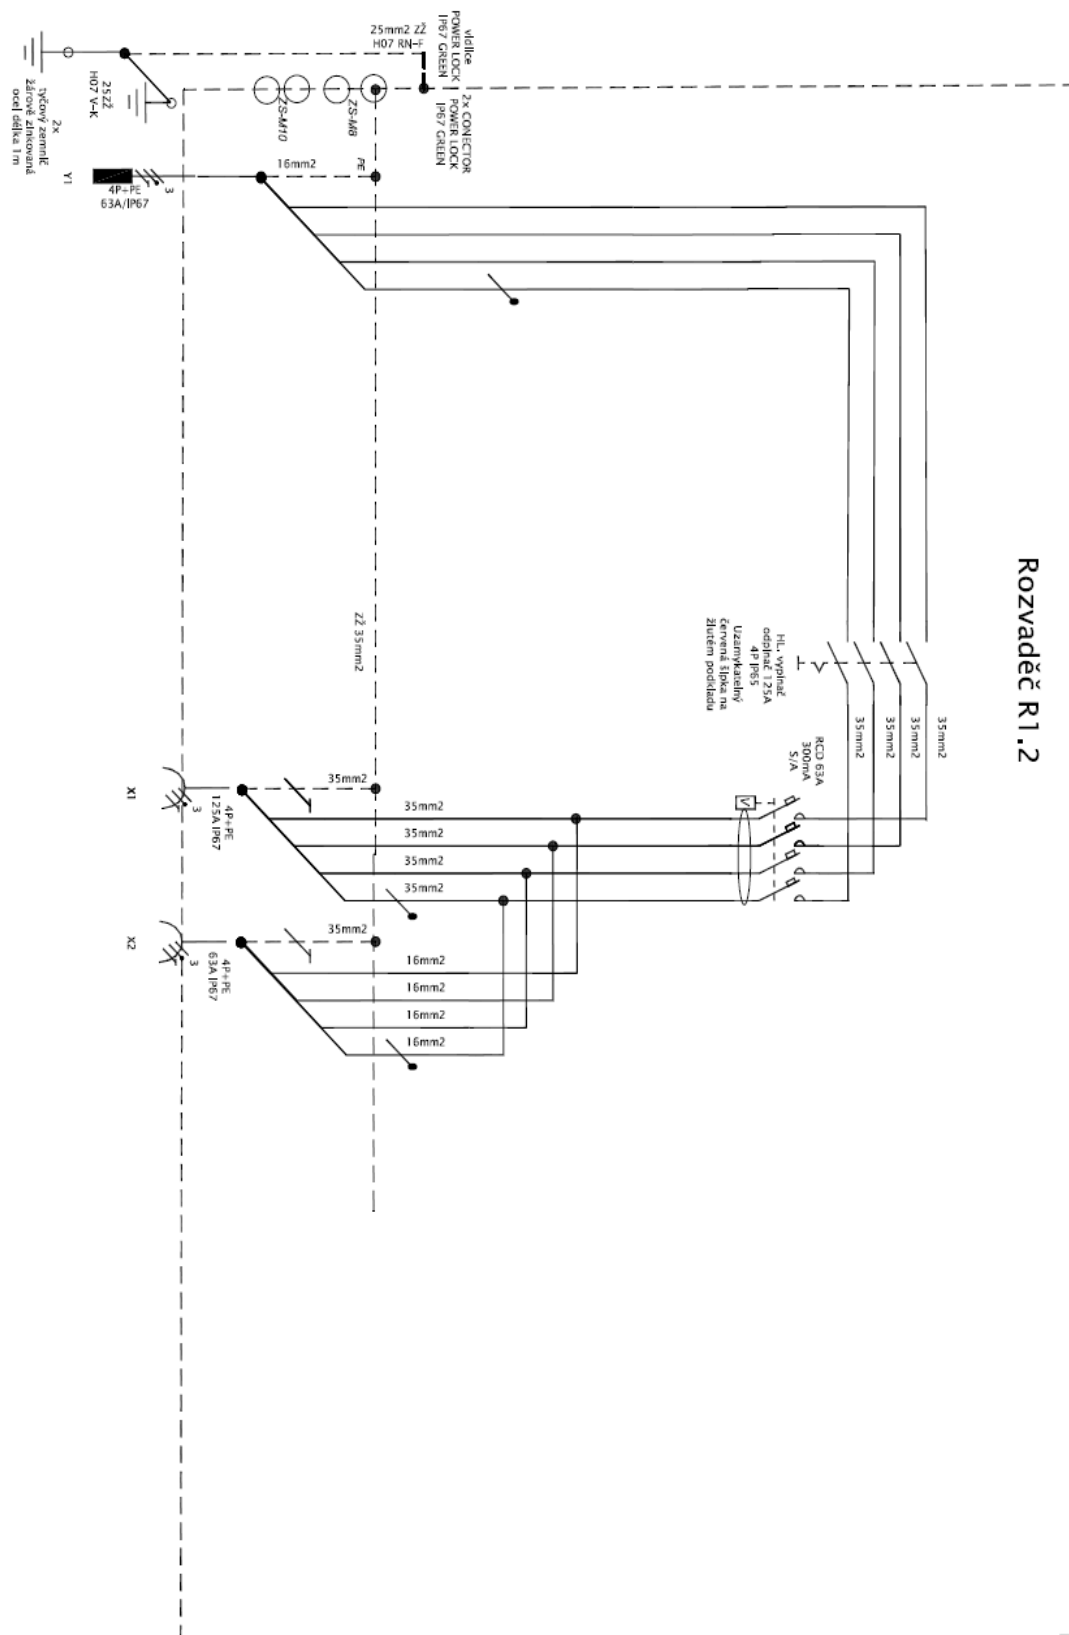 Rozvaděč R1.2
vidlice
POWER LOCK
IP67 GREEN
2x CONECTOR
POWER LOCK
IP67 GREEN
25mm2 ZŽ
H07 RN-F
25 ZŽ
H07 V-K
2x
tyčový zemnič
žárově zinkovaná
ocel délka 1m
ZS-M10
ZS-M8
PE
16mm2
Y1
3
4P+PE
63A/IP67
ZŽ 35mm2
HL. vypínač
odpínač 125A
4P IP65
Uzamykatelný
červená šipka na
žlutém podkladu
35mm2
35mm2
35mm2
35mm2
RCD 63A
300mA
S/A
V
X1
3
4P+PE
125A IP67
35mm2
35mm2
35mm2
35mm2
35mm2
X2
3
4P+PE
63A IP67
35mm2
16mm2
16mm2
16mm2
16mm2